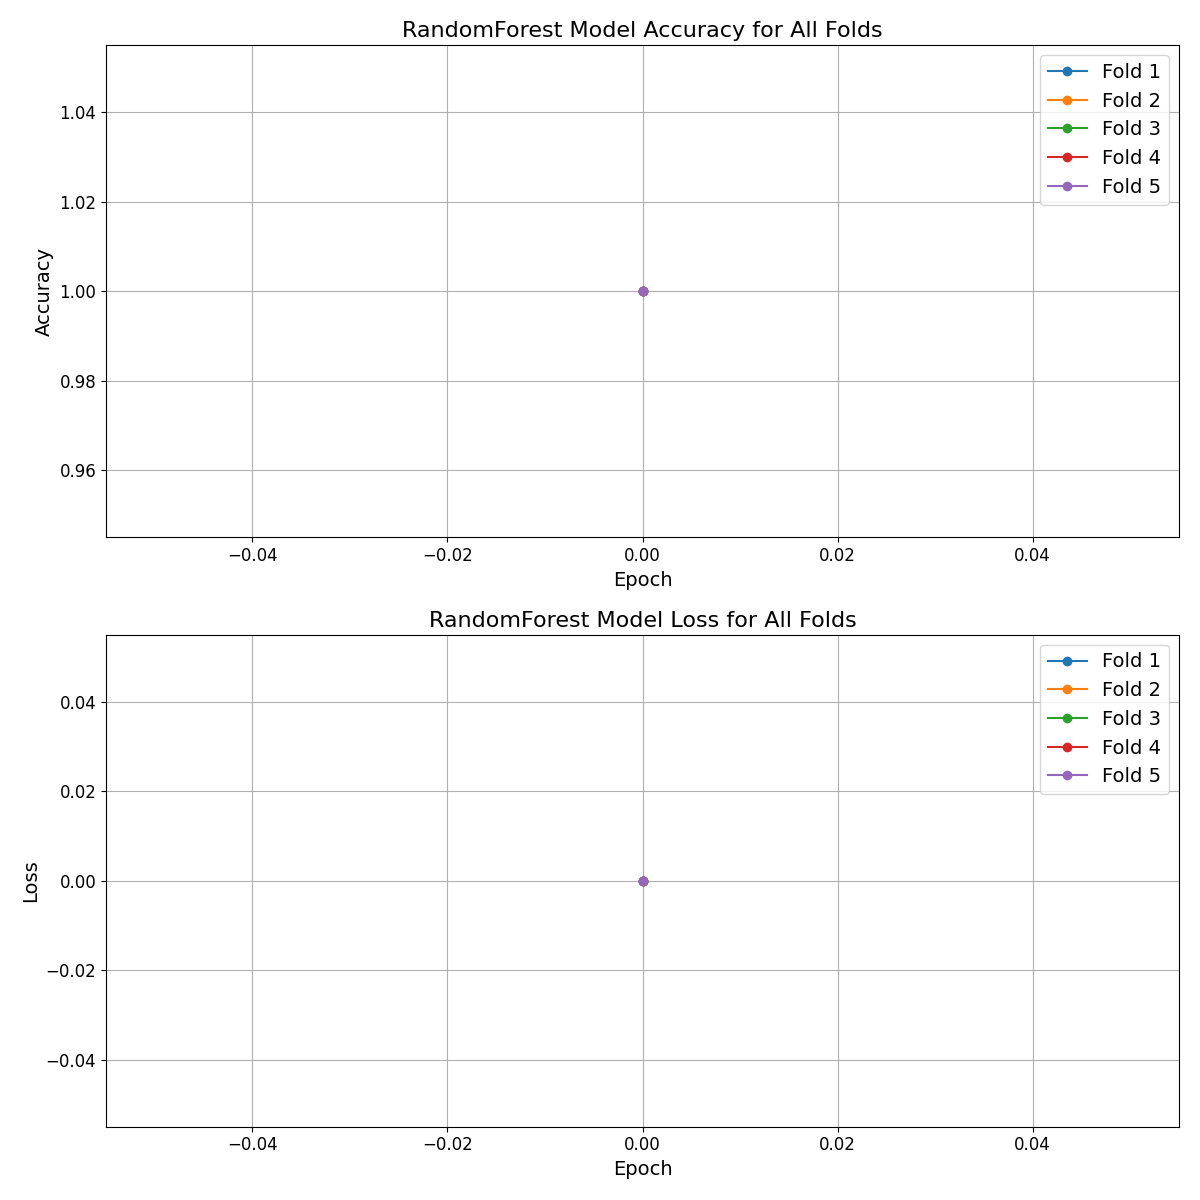 RandomForest Model Accuracy for All Folds
Fold 1
Fold 2
Fold 3
Fold 4
Fold 5
1.04
1.02
1.00
0.98
0.96
Accuracy
−0.04
−0.02
0.00
0.02
0.04
Epoch
RandomForest Model Loss for All Folds
Fold 1
Fold 2
Fold 3
Fold 4
Fold 5
0.04
0.02
0.00
−0.02
−0.04
Loss
−0.04
−0.02
0.00
0.02
0.04
Epoch